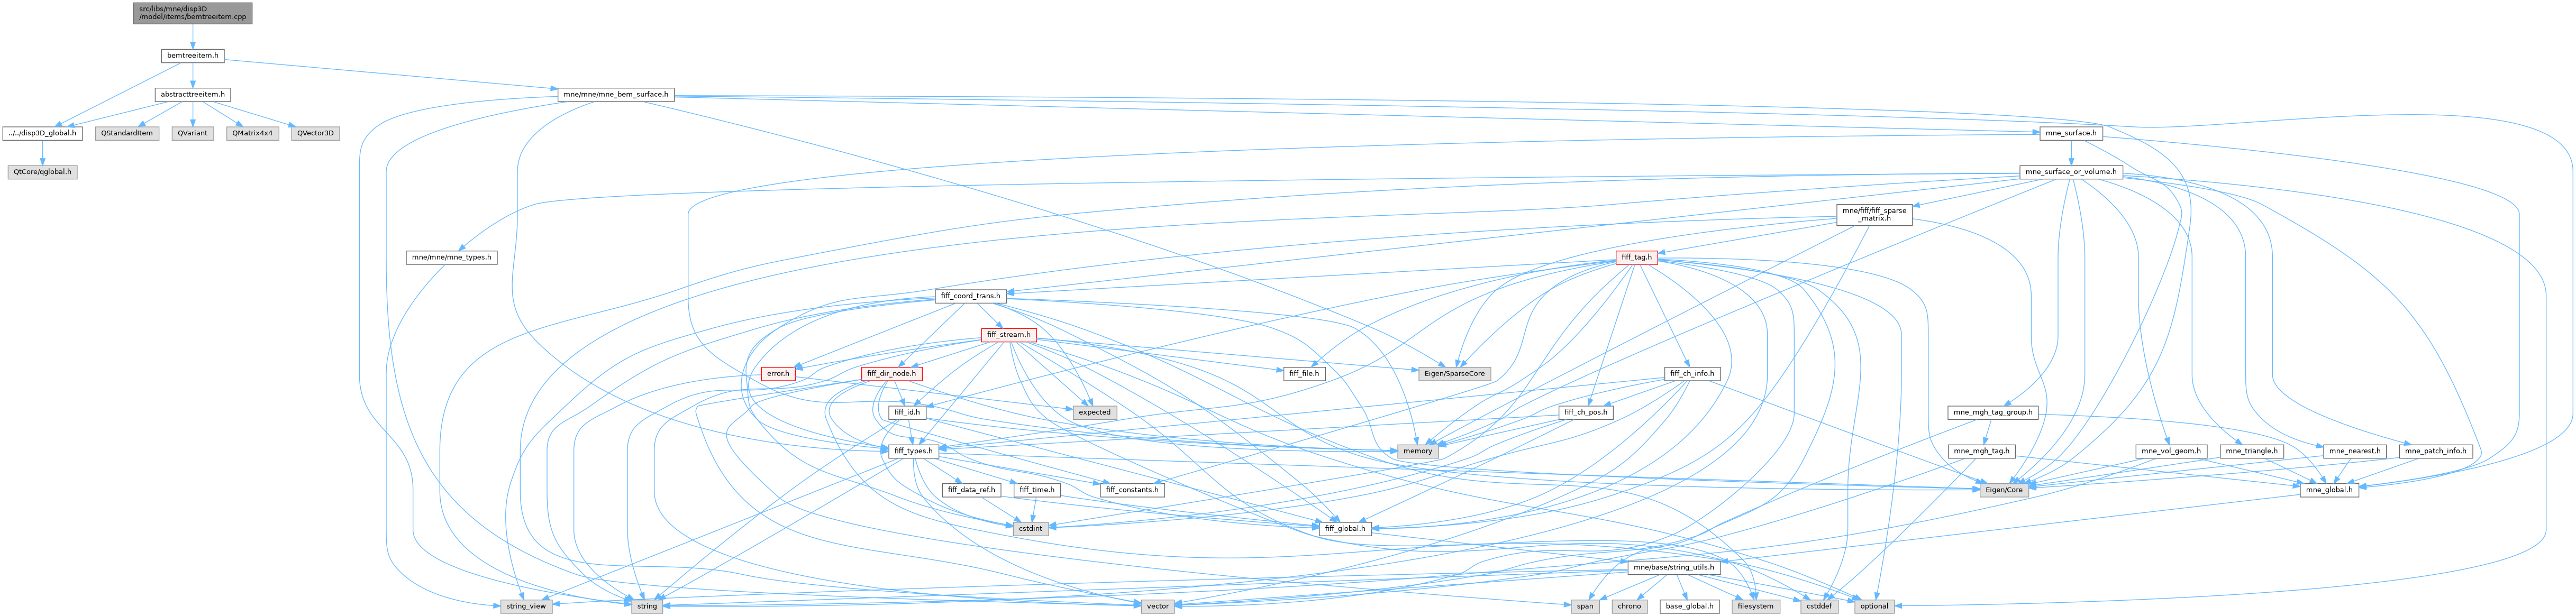 src/libs/mne/disp3D
/model/items/bemtreeitem.cpp
bemtreeitem.h
abstracttreeitem.h
mne/mne/mne_bem_surface.h
../../disp3D_global.h
QStandardItem
QVariant
QMatrix4x4
QVector3D
mne_surface.h
QtCore/qglobal.h
mne_surface_or_volume.h
mne/fiff/fiff_sparse
_matrix.h
mne/mne/mne_types.h
fiff_tag.h
fiff_coord_trans.h
fiff_stream.h
error.h
fiff_dir_node.h
fiff_file.h
Eigen/SparseCore
fiff_ch_info.h
fiff_id.h
expected
fiff_ch_pos.h
mne_mgh_tag_group.h
fiff_types.h
memory
mne_mgh_tag.h
mne_vol_geom.h
mne_triangle.h
mne_nearest.h
mne_patch_info.h
fiff_data_ref.h
fiff_time.h
fiff_constants.h
Eigen/Core
mne_global.h
cstdint
fiff_global.h
mne/base/string_utils.h
string_view
string
vector
span
chrono
base_global.h
filesystem
cstddef
optional